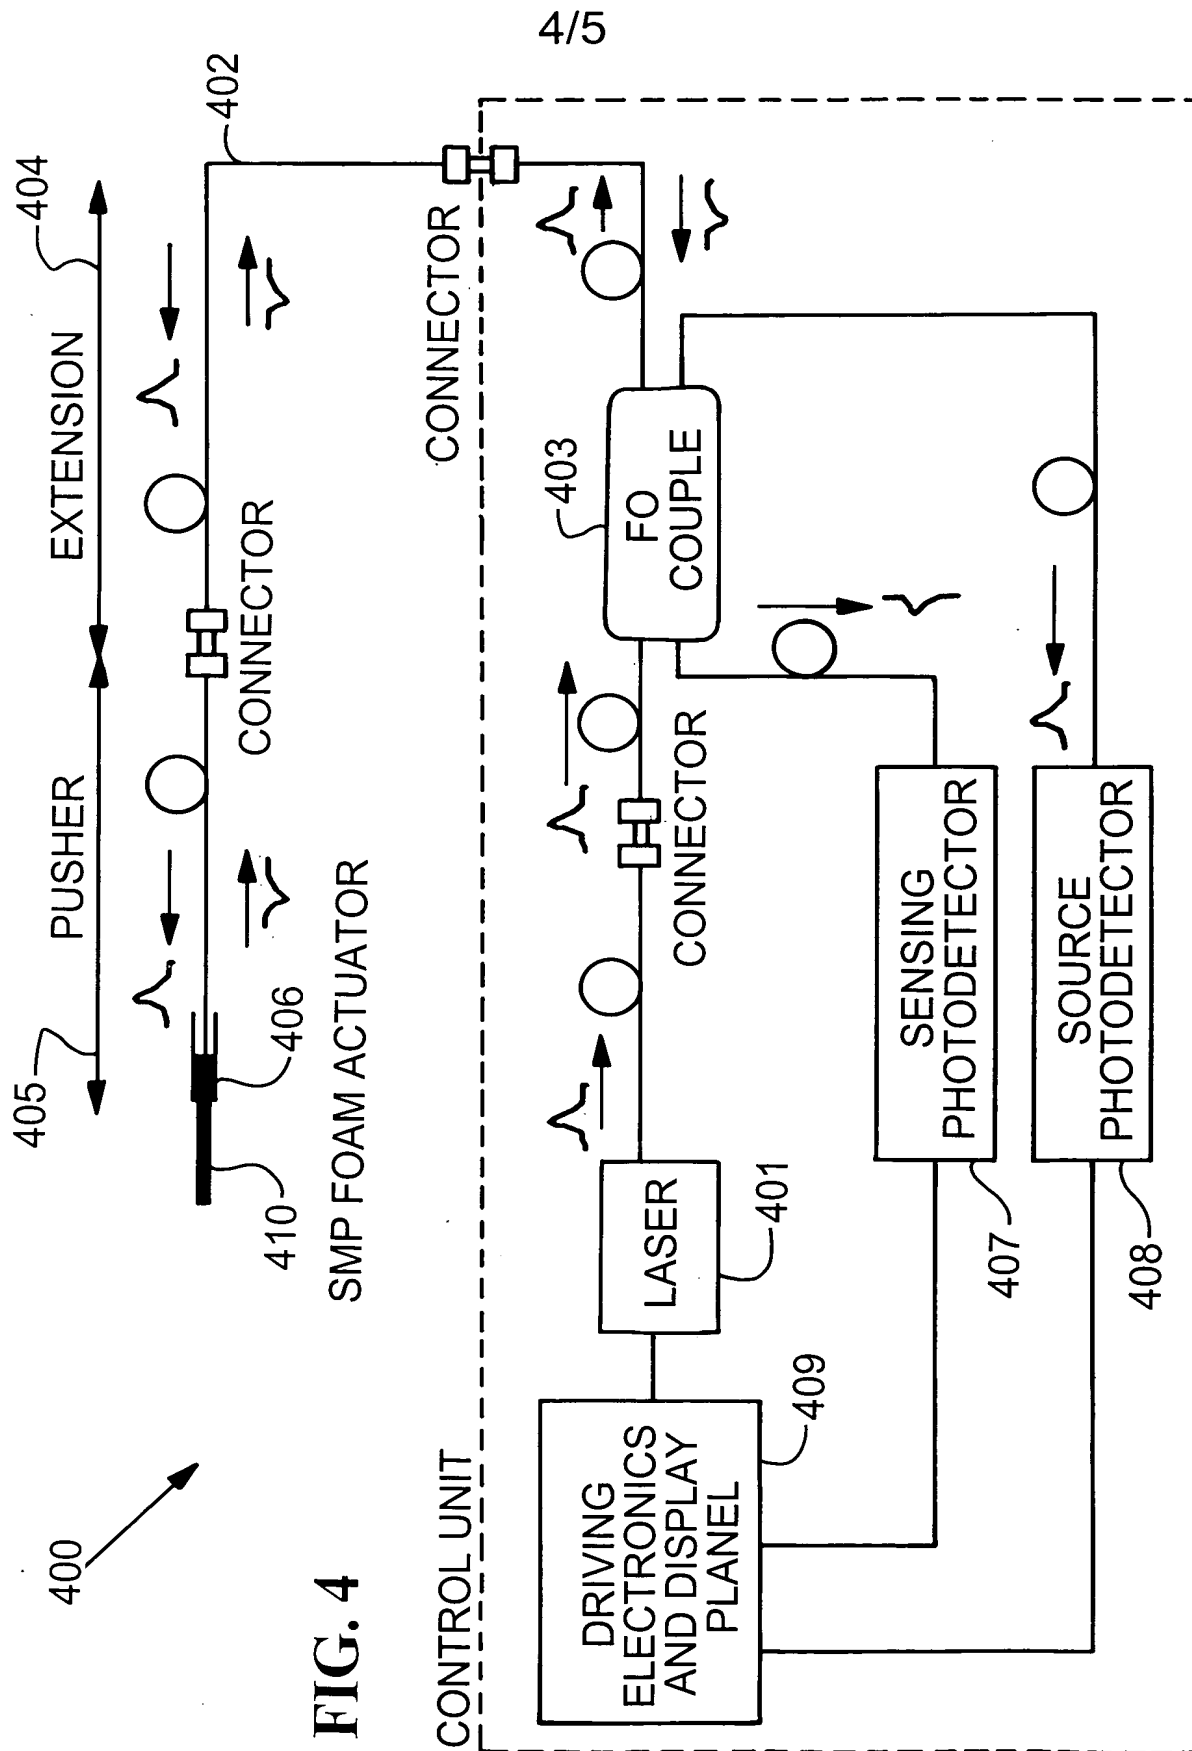 4/5
400
405
PUSHER
EXTENSION
404
402
410
406
SMP FOAM ACTUATOR
CONNECTOR
CONNECTOR
FIG. 4
CONTROL UNIT
DRIVING
ELECTRONICS
AND DISPLAY
PLANEL
409
LASER
401
CONNECTOR
403
FO
COUPLE
SENSING
PHOTODETECTOR
407
SOURCE
PHOTODETECTOR
408